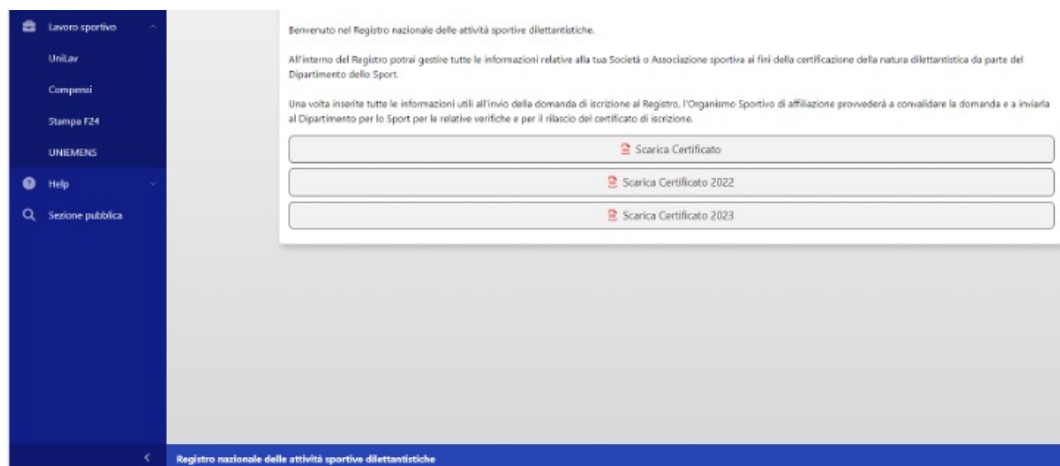 Lavoro sportivo
UniLav
Compensi
Stampa F24
UNIEMENS
Help
Sezione pubblica
Benvenuto nel Registro nazionale delle attività sportive dilettantistiche.
All'interno del Registro potrai gestire tutte le informazioni relative alla tua Società o Associazione sportiva ai fini della certificazione della natura dilettantistica da parte del
Dipartimento dello Sport.
Una volta inserite tutte le informazioni utili all'invio della domanda di iscrizione al Registro, l'Organismo Sportivo di affiliazione provvederà a convalidare la domanda e a inviarla
al Dipartimento per lo Sport per le relative verifiche e per il rilascio del certificato di iscrizione.
Scarica Certificato
Scarica Certificato 2022
Scarica Certificato 2023
Registro nazionale delle attività sportive dilettantistiche